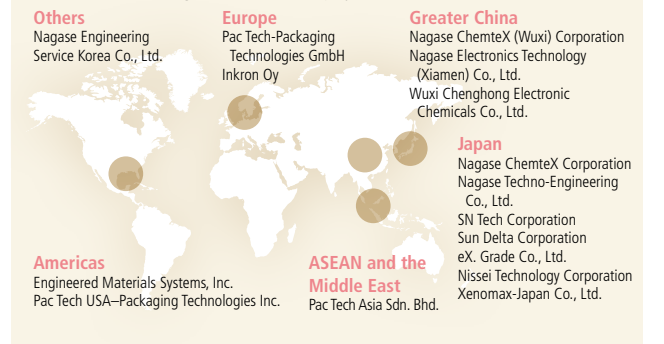 Others
Nagase Engineering
Service Korea Co., Ltd.
Europe
Pac Tech-Packaging
Technologies GmbH
Inkron Oy
Greater China
Nagase ChemteX (Wuxi) Corporation
Nagase Electronics Technology
(Xiamen) Co., Ltd.
Wuxi Chenghong Electronic
Chemicals Co., Ltd.
Japan
Nagase ChemteX Corporation
Nagase Techno-Engineering
Co., Ltd.
SN Tech Corporation
Sun Delta Corporation
eX. Grade Co., Ltd.
Nissei Technology Corporation
Xenomax-Japan Co., Ltd.
Americas
Engineered Materials Systems, Inc.
Pac Tech USA–Packaging Technologies Inc.
ASEAN and the
Middle East
Pac Tech Asia Sdn. Bhd.